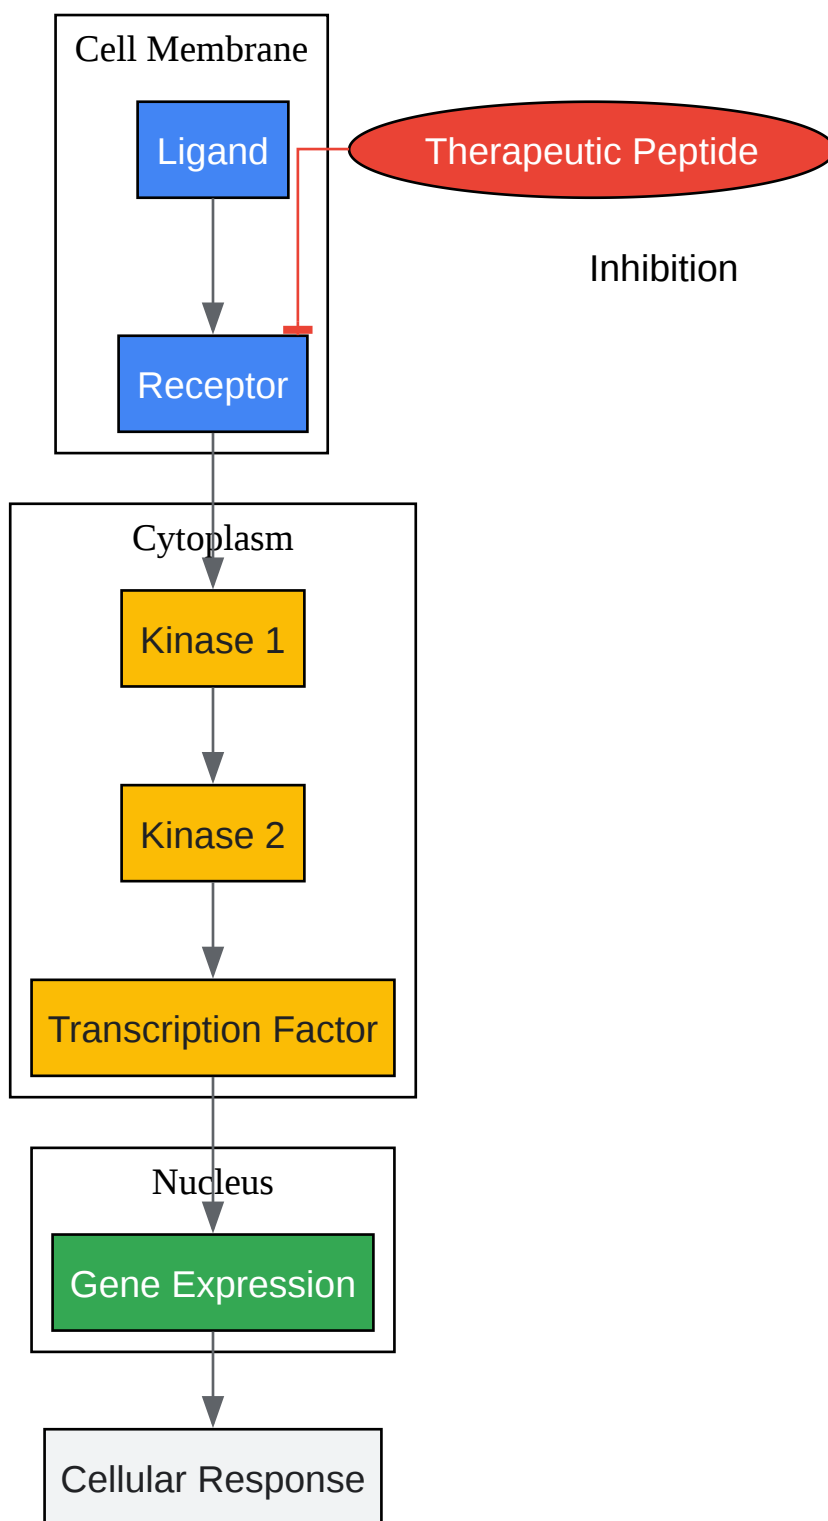 Cell Membrane
Ligand
Therapeutic Peptide
Inhibition
Receptor
Cytoplasm
Kinase 1
Kinase 2
Transcription Factor
Nucleus
Gene Expression
Cellular Response